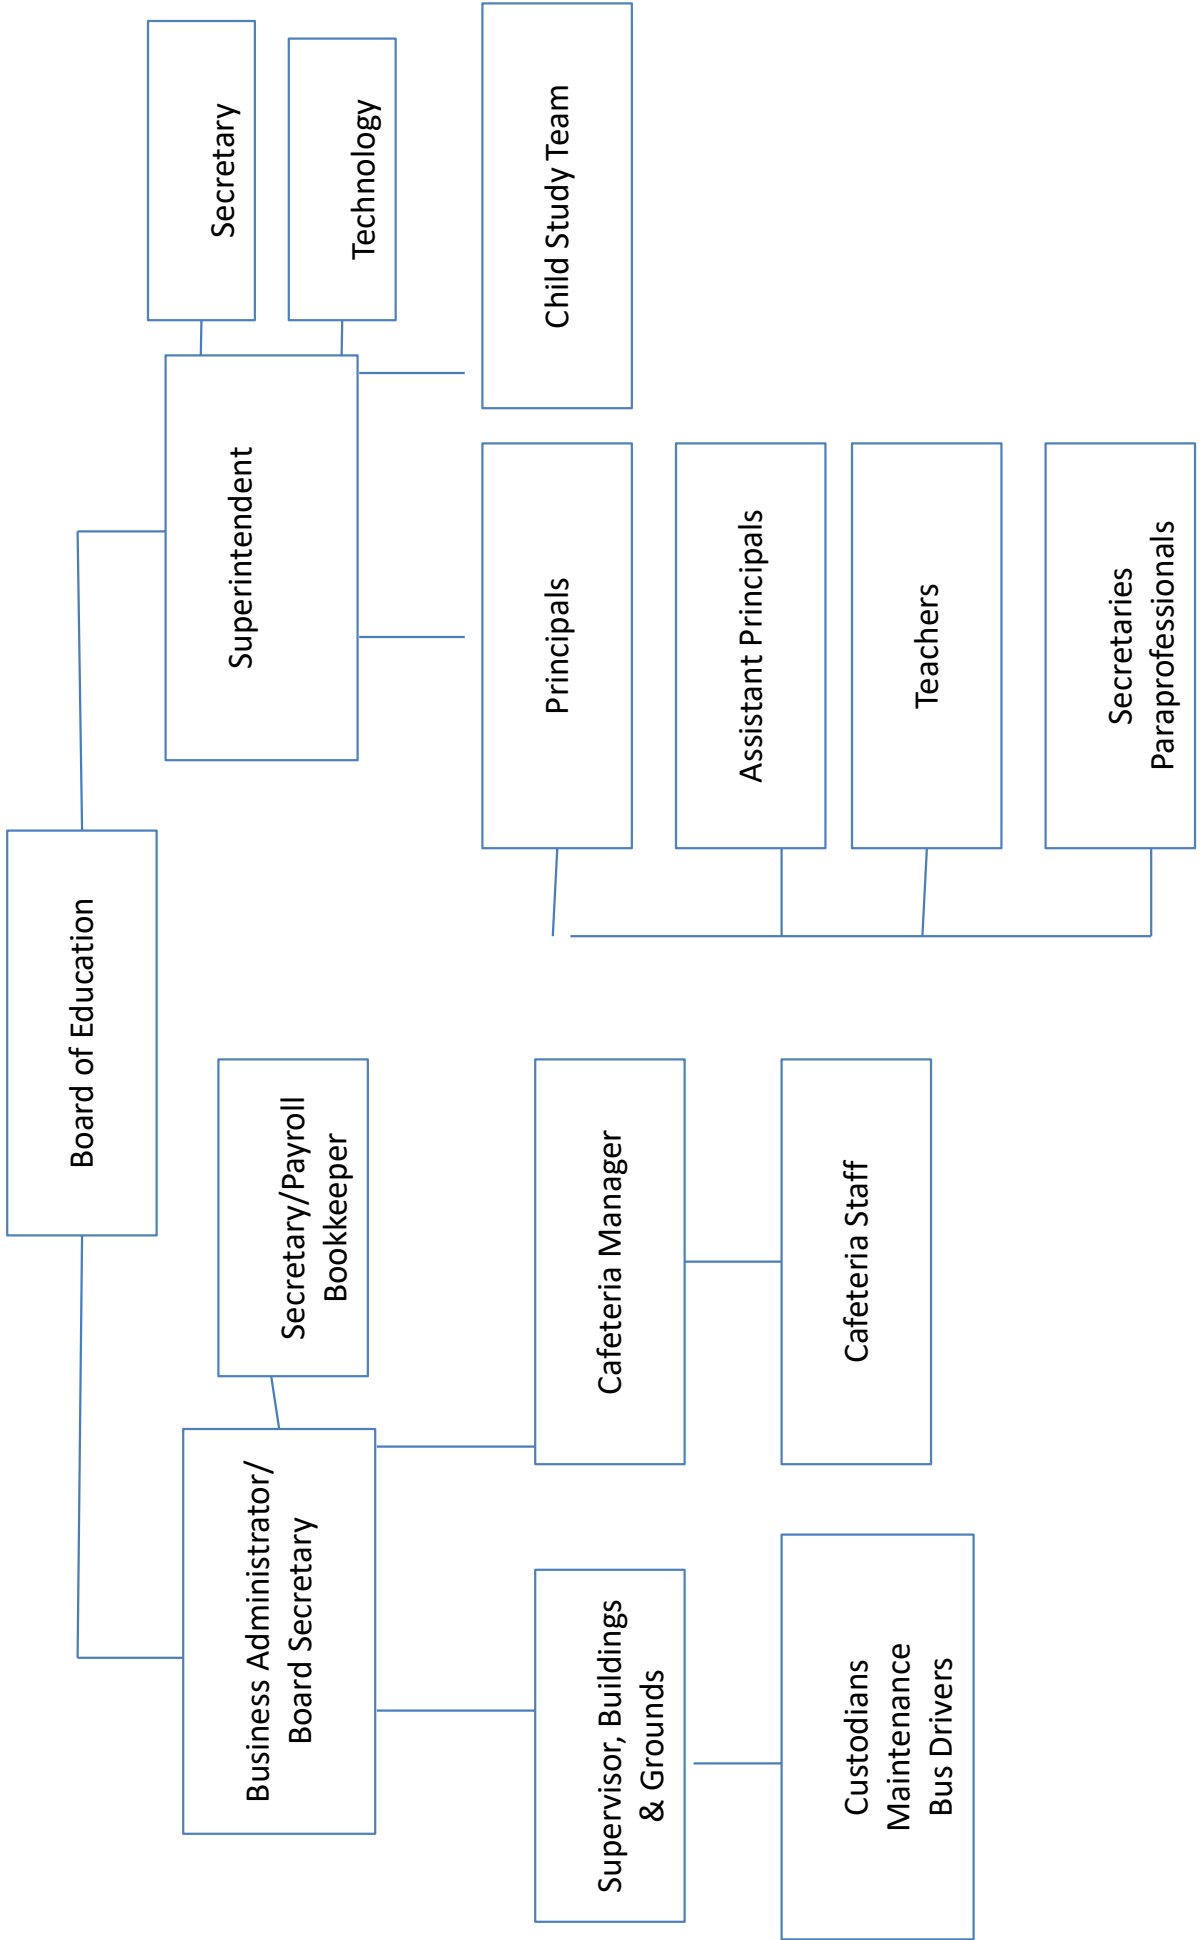 Board of Education
Business Administrator/
Board Secretary
Secretary/Payroll
Bookkeeper
Superintendent
Secretary
Technology
Supervisor, Buildings
& Grounds
Cafeteria Manager
Principals
Child Study Team
Custodians
Maintenance
Bus Drivers
Cafeteria Staff
Assistant Principals
Teachers
Secretaries
Paraprofessionals